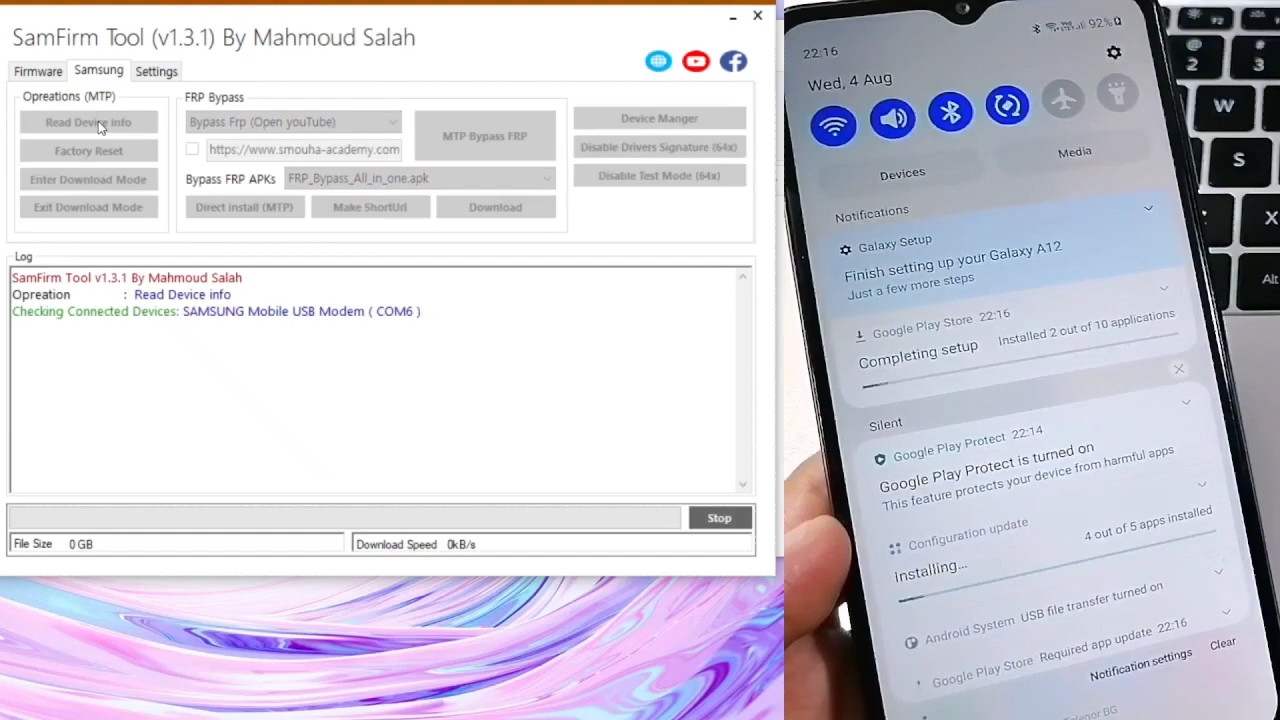 SamFirm Tool (v1.3.1) By Mahmoud Salah
Firmware
Samsung
Settings
Opreations (MTP)
Read Device info
Factory Reset
Enter Download Mode
Exit Download Mode
FRP Bypass
Bypass Frp (Open youTube)
https://www.smouha-academy.com
MTP Bypass FRP
Bypass FRP APKs
FRP_Bypass_All_in_one.apk
Direct install (MTP)
Make ShortUrl
Download
Device Manger
Disable Drivers Signature (64x)
Disable Test Mode (64x)
Log
SamFirm Tool v1.3.1 By Mahmoud Salah
Opreation : Read Device info
Checking Connected Devices: SAMSUNG Mobile USB Modem ( COM6 )
Stop
File Size 0 GB
Download Speed 0kB/s
22:16
92%
Wed, 4 Aug
Devices
Media
Notifications
Galaxy Setup
Finish setting up your Galaxy A12
Just a few more steps
Google Play Store 22:16
Completing setup Installed 2 out of 10 applications
Silent
Google Play Protect 22:14
Google Play Protect is turned on
This feature protects your device from harmful apps
Configuration update
Installing... 4 out of 5 apps installed
Android System USB file transfer turned on
Google Play Store Required app update 22:16
Notification settings
Clear
Telenor BG
2
3
W
S
X
Alt